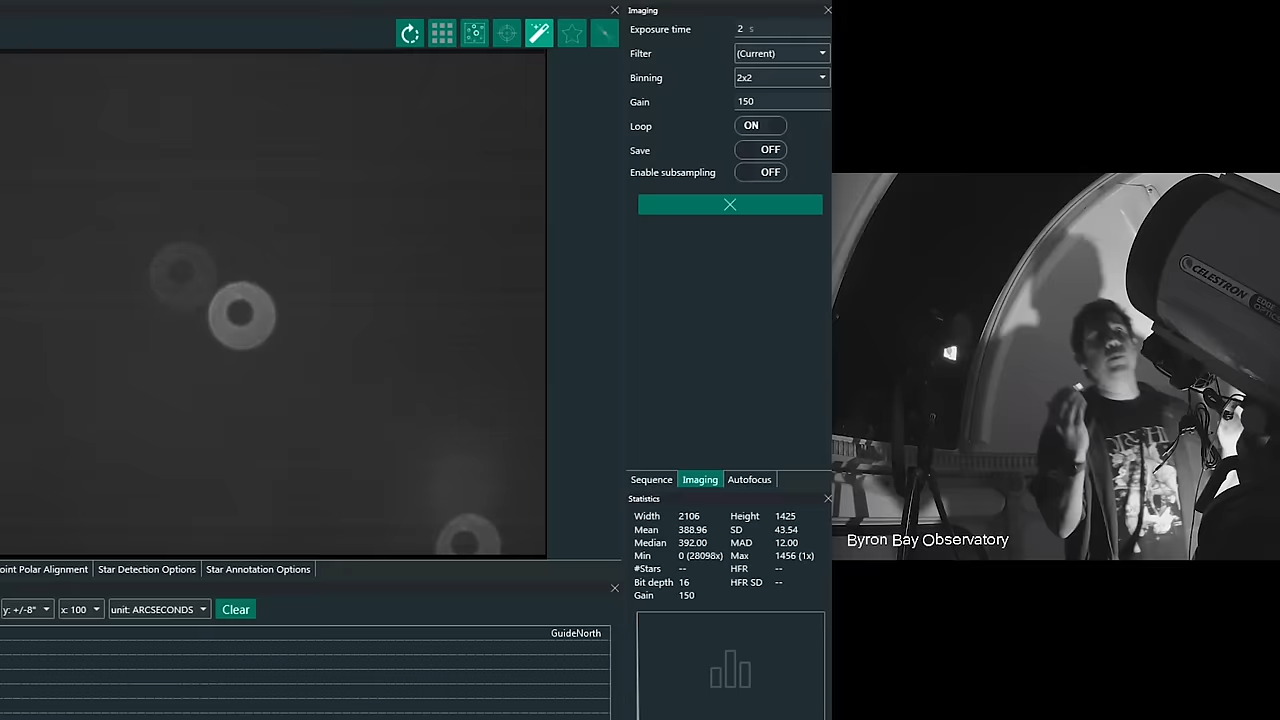 Imaging
Exposure time 2 s
Filter (Current)
Binning 2x2
Gain 150
Loop ON
Save OFF
Enable subsampling OFF
Sequence Imaging Autofocus
Statistics
Width 2106 Height 1425
Mean 388.96 SD 43.54
Median 392.00 MAD 12.00
Min 0 (28098x) Max 1456 (1x)
#Stars -- HFR --
Bit depth 16 HFR SD --
Gain 150
oint Polar Alignment Star Detection Options Star Annotation Options
y: +/-8" x: 100 unit: ARCSECONDS Clear
GuideNorth
CELESTRON
EDGE
Byron Bay Observatory